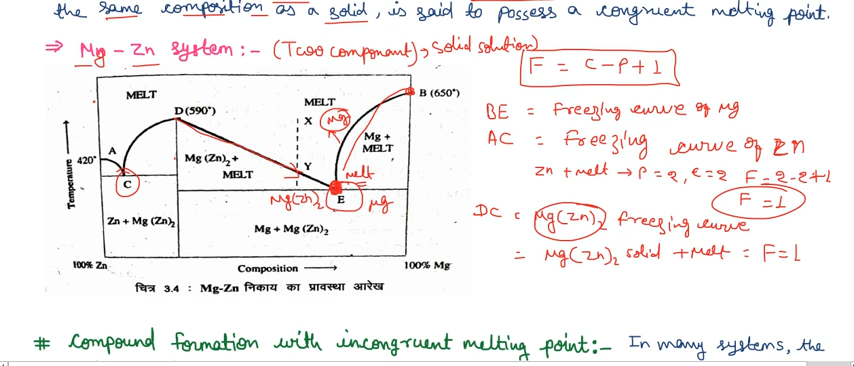 the same composition as a solid, is said to possess a congruent melting point.
⇒ Mg - Zn system :- (Two componant), Solid solution)
F = C-P+1
MELT
D (590°)
MELT
B (650°)
X
Mg
A
Mg +
MELT
420°
Mg (Zn)2 +
MELT
Y
melt
C
Mg(Zn)2
E
Mg
Zn + Mg (Zn)2
Mg + Mg (Zn)2
Temperature
100% Zn
Composition
100% Mg
चित्र 3.4 : Mg-Zn निकाय का प्रावस्था आरेख
BE = Freezing curve of Mg
AC = freezing curve of Zn
Zn + melt → P = 2, C = 2 F = 2-2+1
F = 1
DC = Mg(Zn)2 freezing curve
= Mg(Zn)2 solid + Melt = F = 1
# Compound formation with incongruent melting point :- In many systems, the